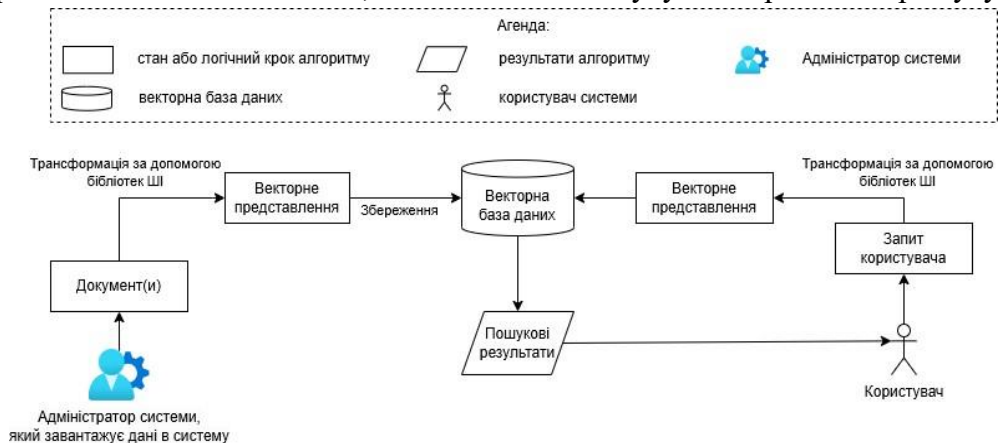 Агенда:
стан або логічний крок алгоритму
результати алгоритму
Адміністратор системи
векторна база даних
користувач системи
Трансформація за допомогою
бібліотек ШІ
Векторне
представлення
Збереження
Векторна
база даних
Векторне
представлення
Трансформація за допомогою
бібліотек ШІ
Запит
користувача
Документ(и)
Пошукові
результати
Користувач
Адміністратор системи,
який завантажує дані в систему